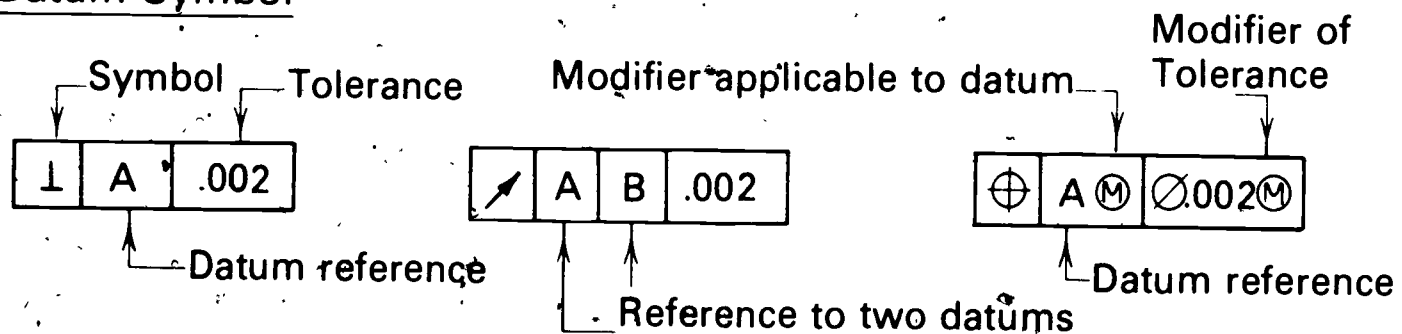 Datum Symbol
Modifier of
Symbol Tolerance Modifier applicable to datum Tolerance
⊥ A .002 ↗ A B .002 ⌖ A Ⓜ ∅.002Ⓜ
Datum reference Datum reference
Reference to two datums